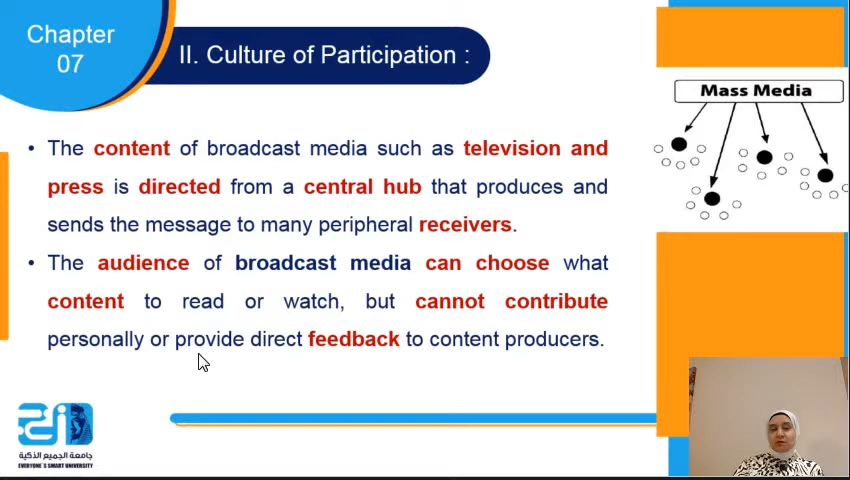 Chapter
07
II. Culture of Participation :
Mass Media
• The content of broadcast media such as television and
press is directed from a central hub that produces and
sends the message to many peripheral receivers.
• The audience of broadcast media can choose what
content to read or watch, but cannot contribute
personally or provide direct feedback to content producers.
جامعة الجميع الذكية
EVERYONE'S SMART UNIVERSITY